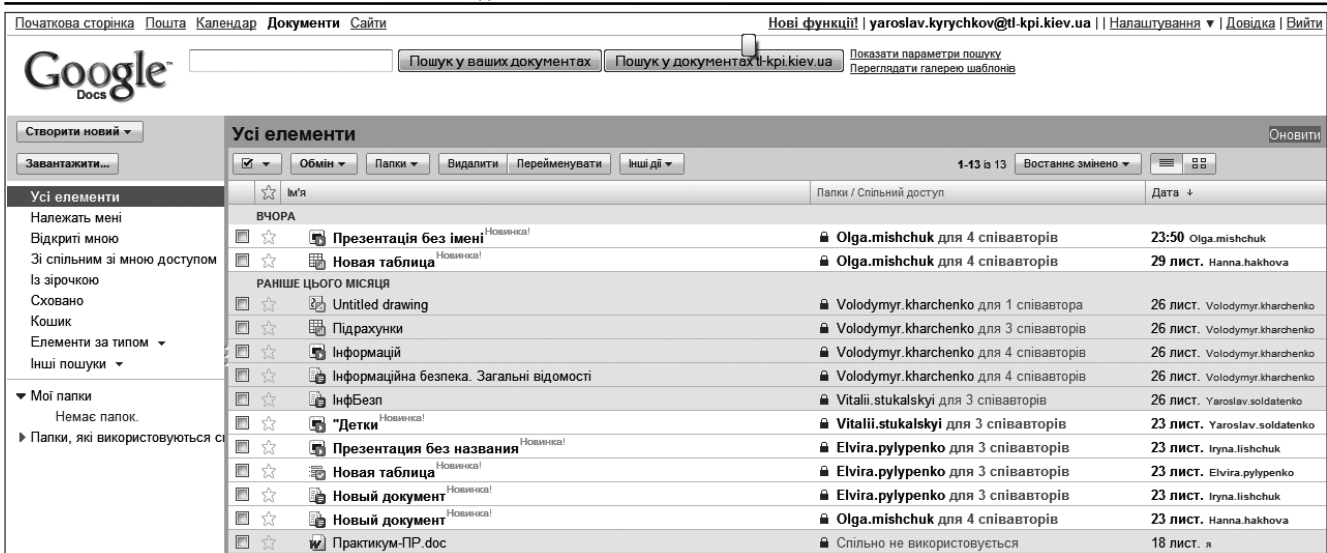 Початкова сторінка Пошта Календар Документи Сайти Нові функції! | yaroslav.kyrychkov@tl-kpi.kiev.ua | | Налаштування ▼ | Довідка | Вийти
Google Docs Пошук у ваших документах Пошук у документах tl-kpi.kiev.ua Показати параметри пошуку
Переглядати галерею шаблонів
Створити новий Усі елементи Оновити
Завантажити... Обмін Папки Видалити Перейменувати Інші дії 1-13 із 13 Востаннє змінено
Ім'я Папки / Спільний доступ Дата
Усі елементи
Належать мені
Відкриті мною
Зі спільним зі мною доступом
Із зірочкою
Сховано
Кошик
Елементи за типом
Інші пошуки
Мої папки
Немає папок.
Папки, які використовуються сп
ВЧОРА
Презентація без імені Новинка! Olga.mishchuk для 4 співавторів 23:50 Olga.mishchuk
Новая таблица Новинка! Olga.mishchuk для 4 співавторів 29 лист. Hanna.hakhova
РАНІШЕ ЦЬОГО МІСЯЦЯ
Untitled drawing Volodymyr.kharchenko для 1 співавтора 26 лист. Volodymyr.kharchenko
Підрахунки Volodymyr.kharchenko для 3 співавторів 26 лист. Volodymyr.kharchenko
Інформацій Volodymyr.kharchenko для 4 співавторів 26 лист. Volodymyr.kharchenko
Інформаційна безпека. Загальні відомості Volodymyr.kharchenko для 4 співавторів 26 лист. Volodymyr.kharchenko
ІнфБезп Vitalii.stukalskyi для 3 співавторів 26 лист. Yaroslav.soldatenko
"Детки Новинка! Vitalii.stukalskyi для 3 співавторів 23 лист. Yaroslav.soldatenko
Презентация без названия Новинка! Elvira.pylypenko для 3 співавторів 23 лист. Iryna.lishchuk
Новая таблица Новинка! Elvira.pylypenko для 3 співавторів 23 лист. Elvira.pylypenko
Новый документ Новинка! Elvira.pylypenko для 3 співавторів 23 лист. Iryna.lishchuk
Новый документ Новинка! Olga.mishchuk для 4 співавторів 23 лист. Hanna.hakhova
Практикум-ПР.doc Спільно не використовується 18 лист. я